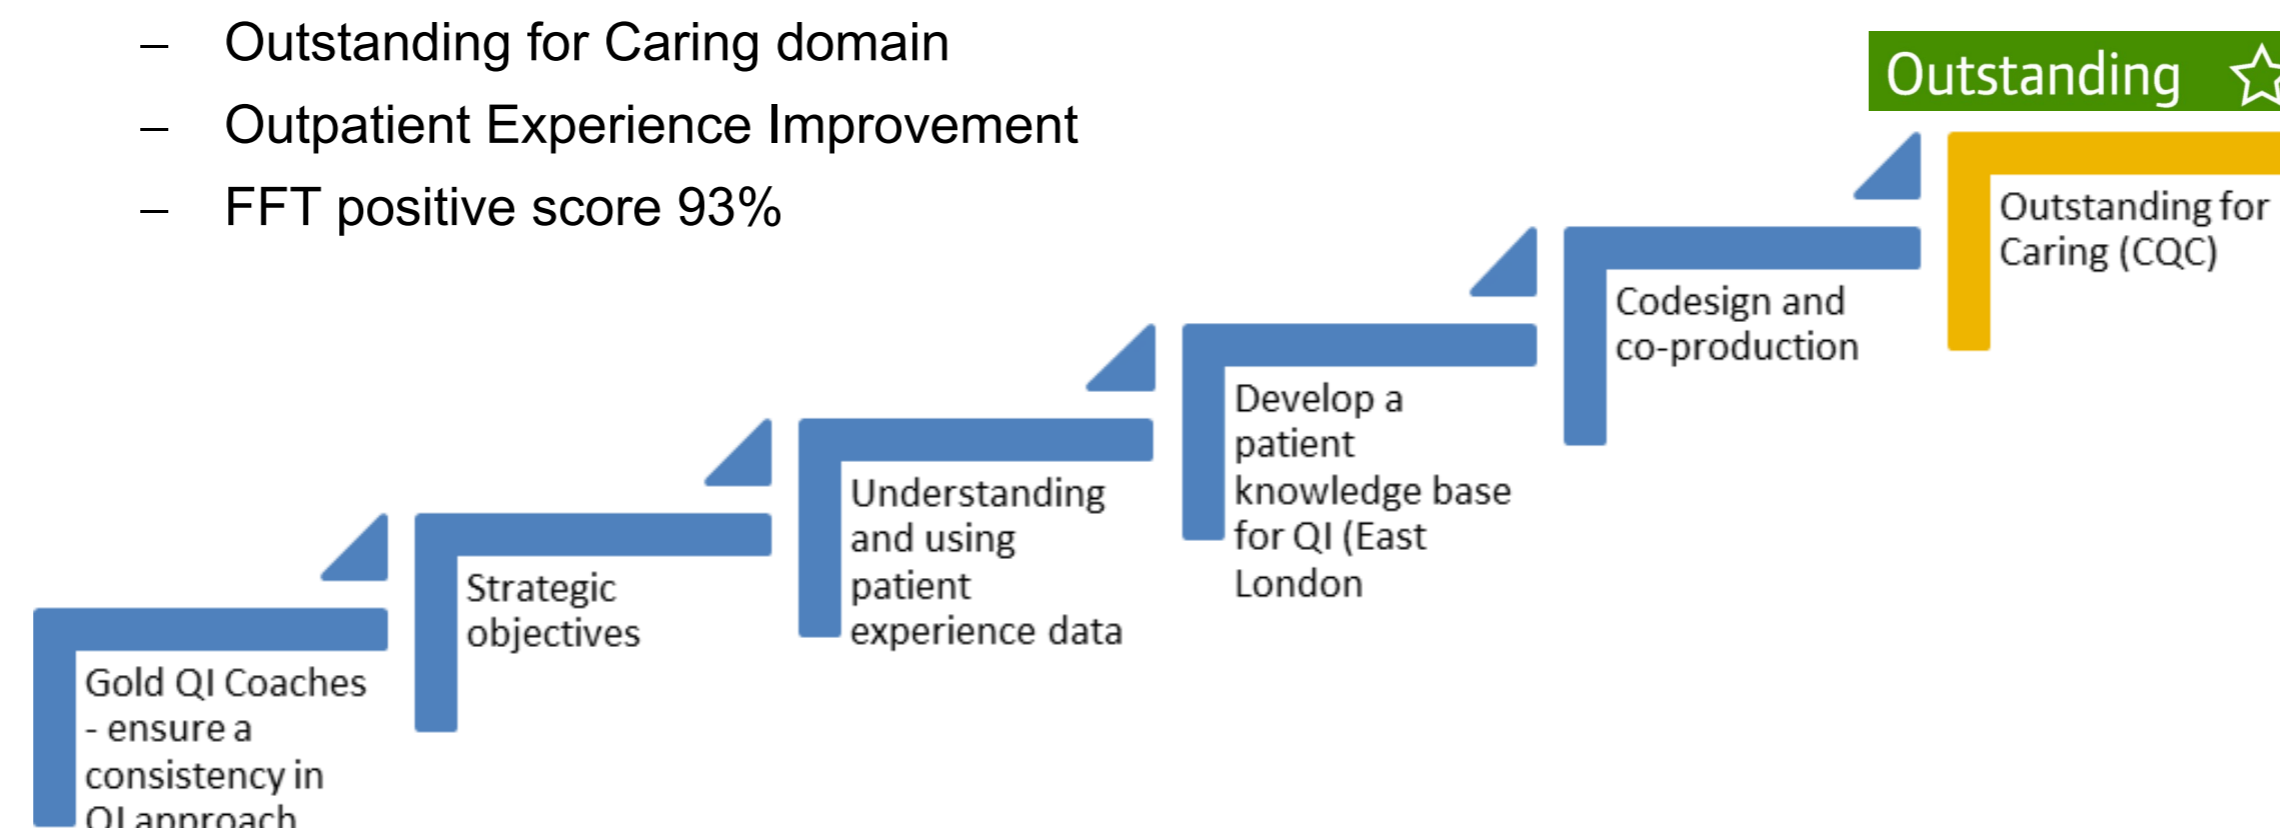 – Outstanding for Caring domain
– Outpatient Experience Improvement
– FFT positive score 93%
Outstanding
Outstanding for
Caring (CQC)
Codesign and
co-production
Develop a
patient
knowledge base
for QI (East
London
Understanding
and using
patient
experience data
Strategic
objectives
Gold QI Coaches
- ensure a
consistency in
QI approach